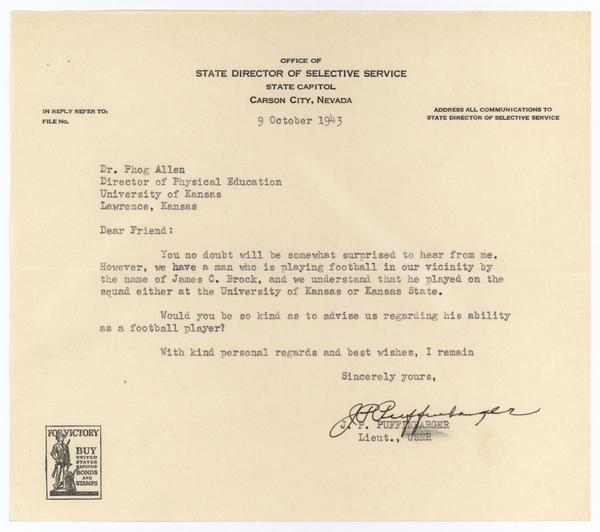 OFFICE OF
STATE DIRECTOR OF SELECTIVE SERVICE
STATE CAPITOL
CARSON CITY, NEVADA
IN REPLY REFER TO:
FILE NO.
ADDRESS ALL COMMUNICATIONS TO
STATE DIRECTOR OF SELECTIVE SERVICE
9 October 1943
Dr. Phog Allen
Director of Physical Education
University of Kansas
Lawrence, Kansas
Dear Friend:
You no doubt will be somewhat surprised to hear from me.
However, we have a man who is playing football in our vicinity by
the name of James C. Brock, and we understand that he played on the
squad either at the University of Kansas or Kansas State.
Would you be so kind as to advise us regarding his ability
as a football player?
With kind personal regards and best wishes, I remain
Sincerely yours,
J P Puffinbarger
J. P. PUFFINBARGER
Lieut., USNR
FOR VICTORY
BUY
UNITED
STATES
SAVINGS
BONDS
AND
STAMPS